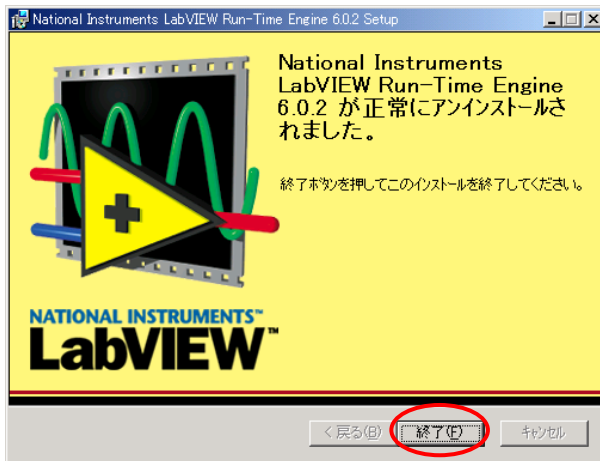 National Instruments LabVIEW Run-Time Engine 6.0.2 Setup
National Instruments
LabVIEW Run-Time Engine
6.0.2 が正常にアンインストールさ
れました。
終了ボタンを押してこのインストールを終了してください。
NATIONAL INSTRUMENTS™
LabVIEW™
< 戻る(B)
終了(F)
キャンセル